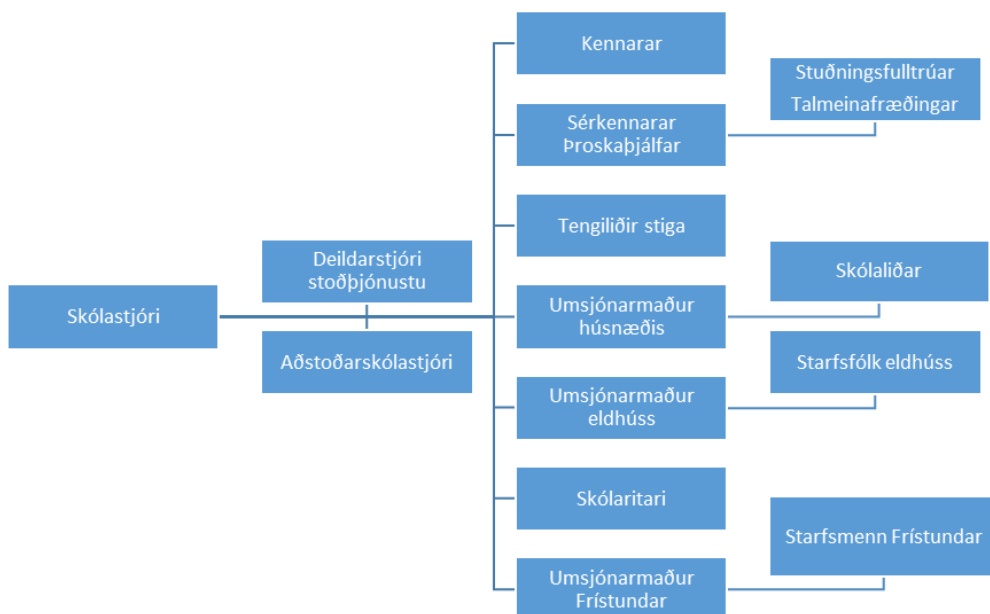 Kennarar
Stuðningsfulltrúar
Talmeinafræðingar
Sérkennarar
Þroskaþjálfar
Tengiliðir stiga
Deildarstjóri
stoðþjónustu
Skólaliðar
Skólastjóri
Umsjónarmaður
húsnæðis
Aðstoðarskólastjóri
Starfsfólk eldhúss
Umsjónarmaður
eldhúss
Skólaritari
Starfsmenn Frístundar
Umsjónarmaður
Frístundar